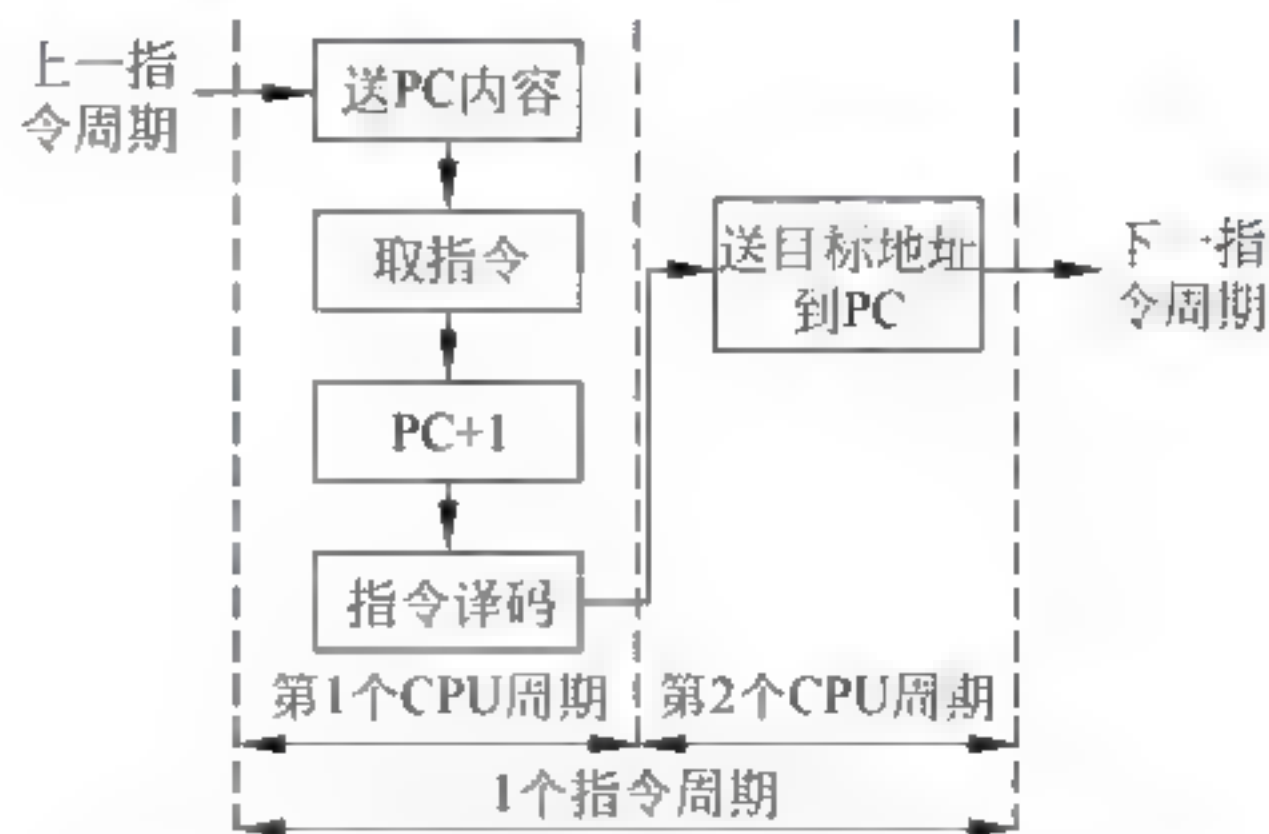 上一指
令周期
送PC内容
取指令
PC+1
指令译码
送目标地址
到PC
下一指
令周期
第1个CPU周期
第2个CPU周期
1个指令周期